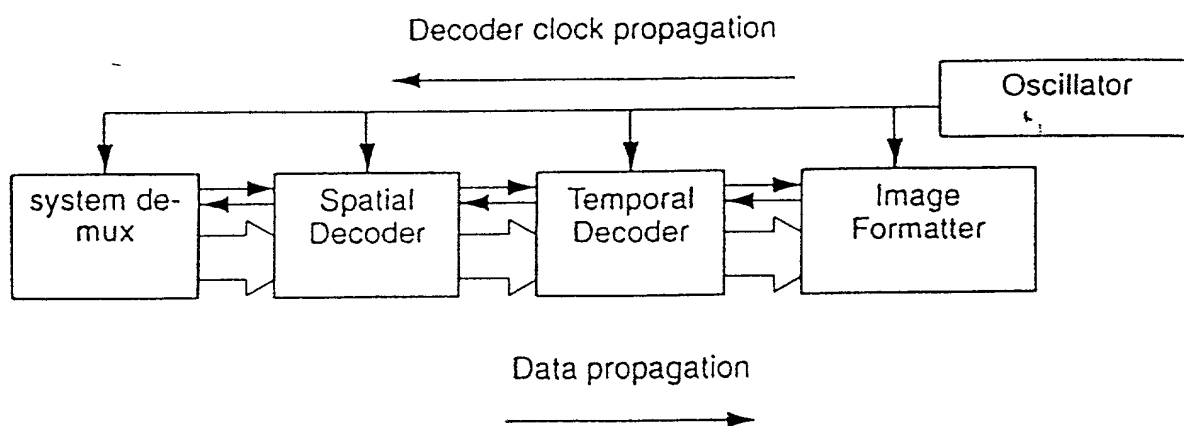 Decoder clock propagation
Oscillator
system de-
mux
Spatial
Decoder
Temporal
Decoder
Image
Formatter
Data propagation